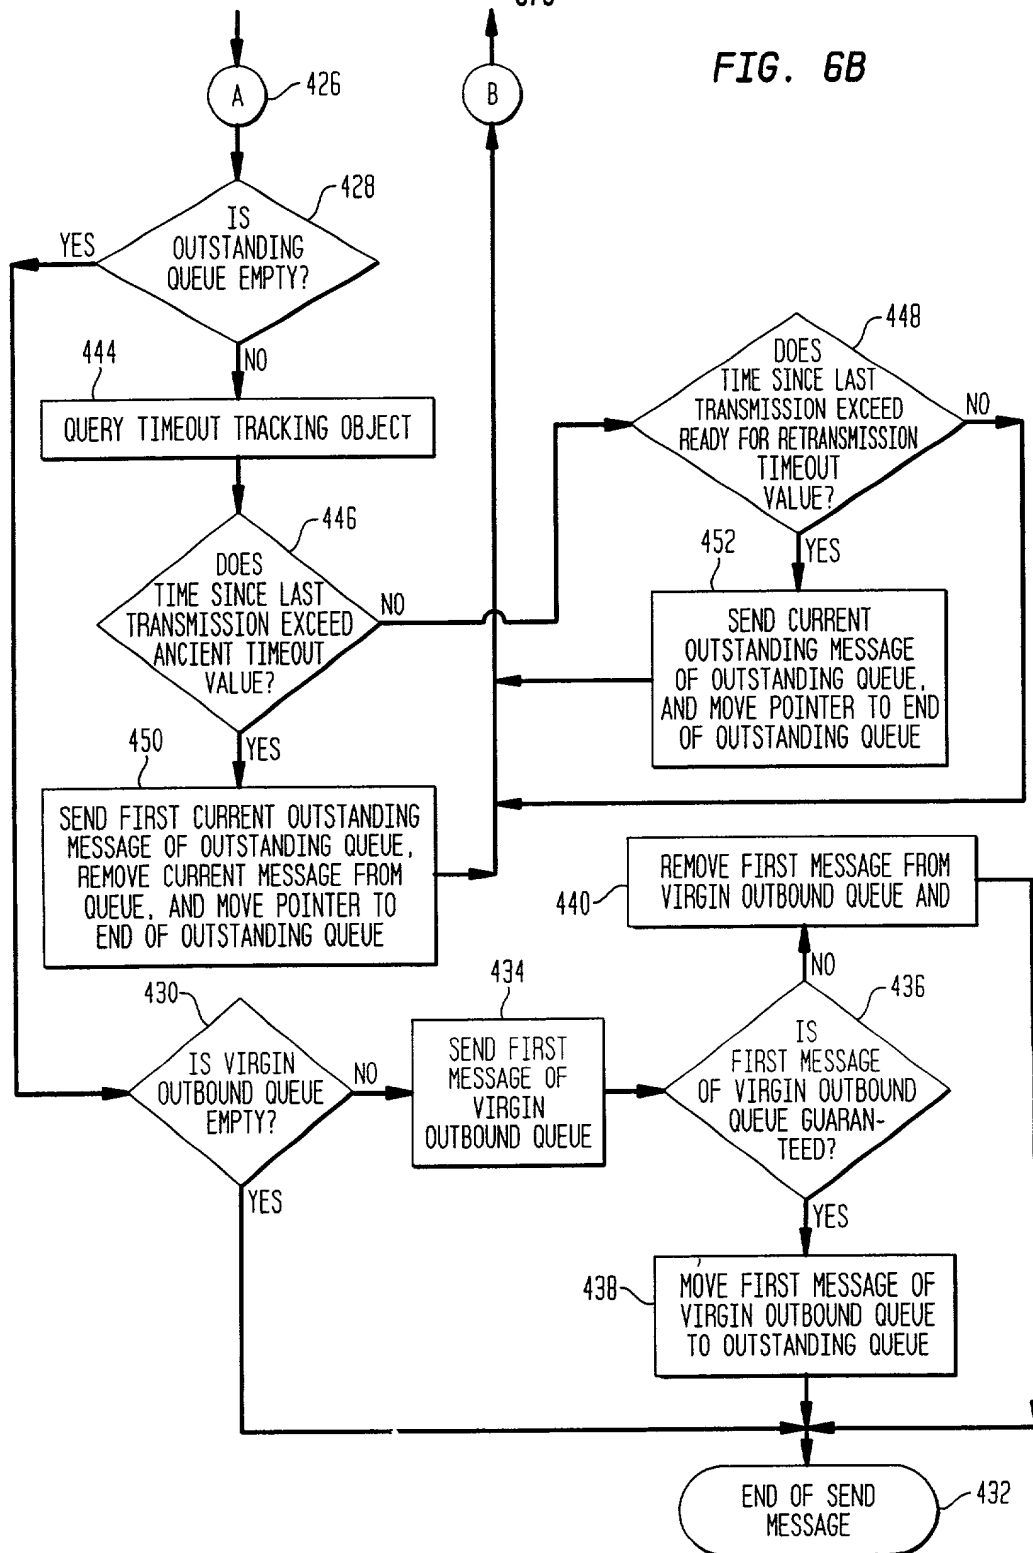 FIG. 6B
A
426
B
428
IS
OUTSTANDING
QUEUE EMPTY?
YES
NO
444
QUERY TIMEOUT TRACKING OBJECT
446
DOES
TIME SINCE LAST
TRANSMISSION EXCEED
ANCIENT TIMEOUT
VALUE?
NO
YES
448
DOES
TIME SINCE LAST
TRANSMISSION EXCEED
READY FOR RETRANSMISSION
TIMEOUT
VALUE?
NO
YES
452
SEND CURRENT
OUTSTANDING MESSAGE
OF OUTSTANDING QUEUE,
AND MOVE POINTER TO END
OF OUTSTANDING QUEUE
450
SEND FIRST CURRENT OUTSTANDING
MESSAGE OF OUTSTANDING QUEUE,
REMOVE CURRENT MESSAGE FROM
QUEUE, AND MOVE POINTER TO
END OF OUTSTANDING QUEUE
430
IS VIRGIN
OUTBOUND QUEUE
EMPTY?
NO
YES
434
SEND FIRST
MESSAGE OF
VIRGIN
OUTBOUND QUEUE
440
REMOVE FIRST MESSAGE FROM
VIRGIN OUTBOUND QUEUE AND
NO
436
IS
FIRST MESSAGE
OF VIRGIN OUTBOUND
QUEUE GUARAN-
TEED?
YES
438
MOVE FIRST MESSAGE OF
VIRGIN OUTBOUND QUEUE
TO OUTSTANDING QUEUE
END OF SEND
MESSAGE
432